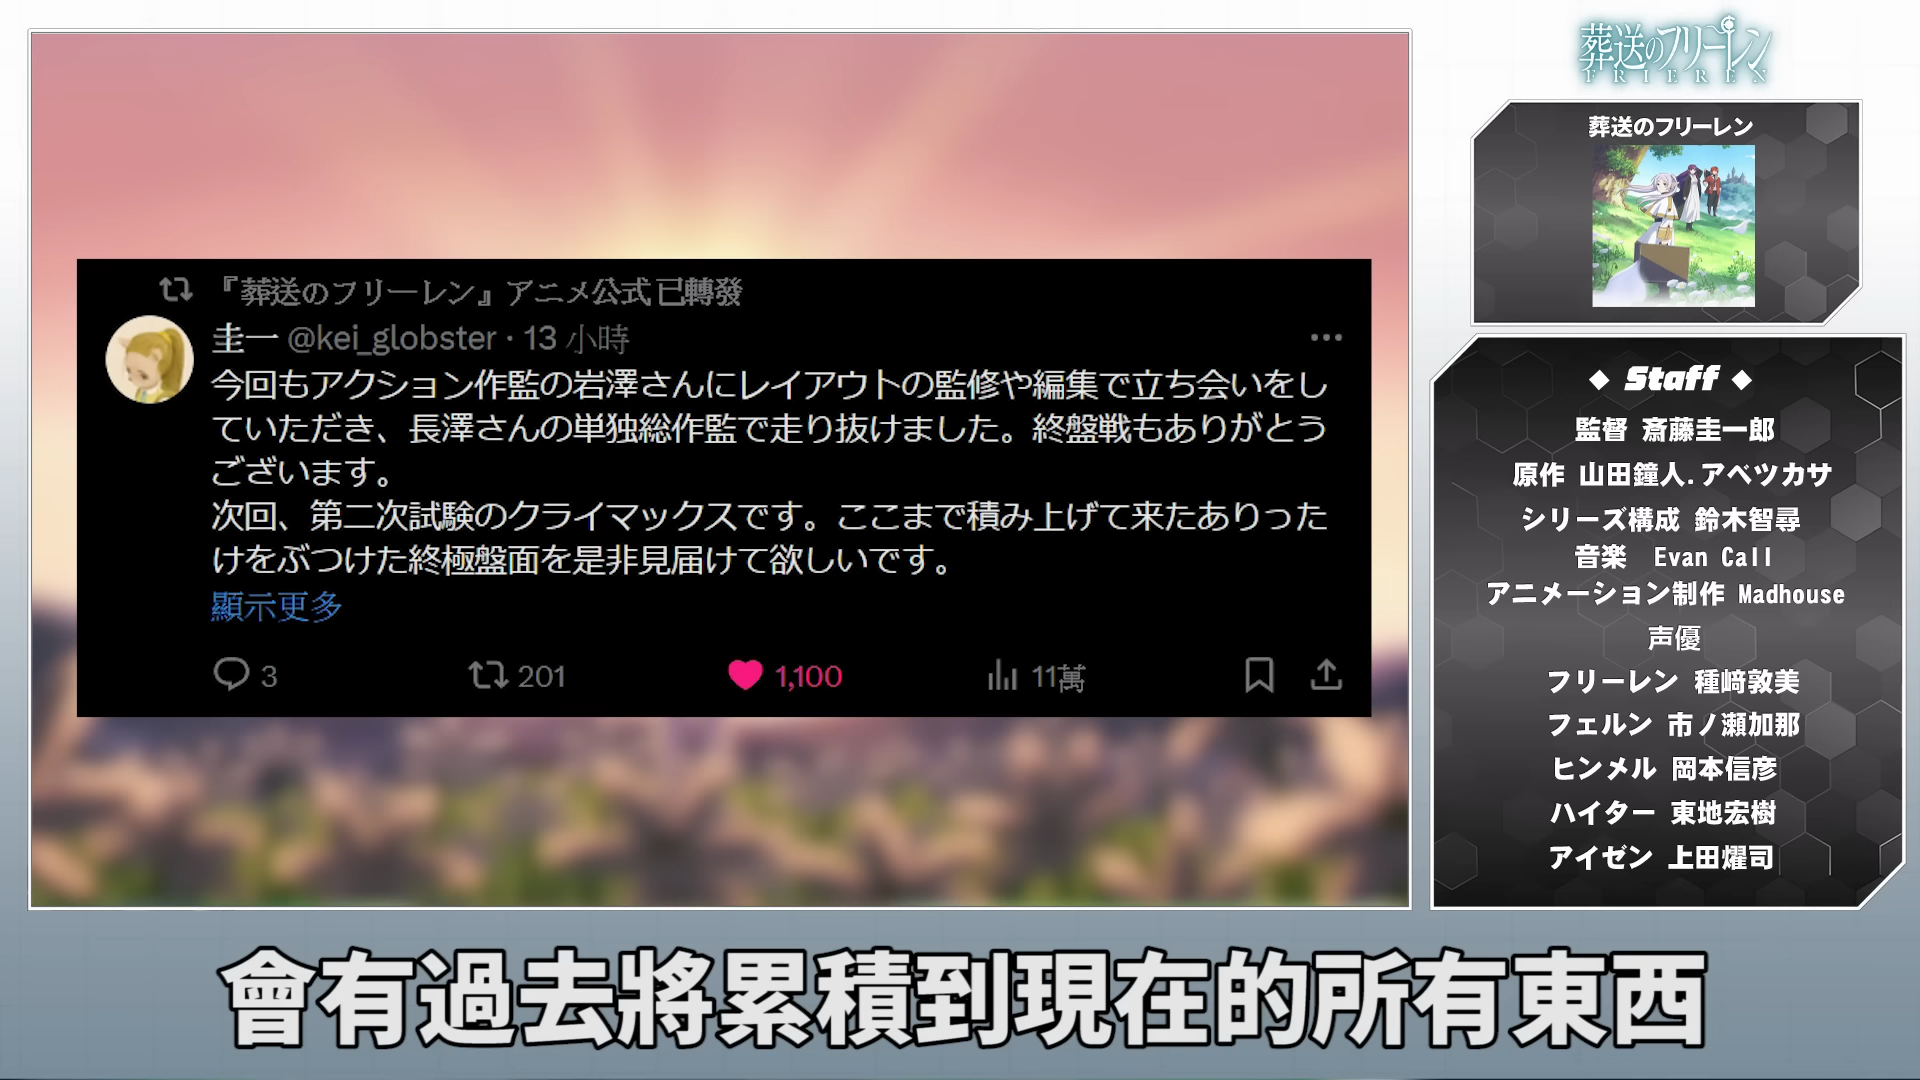 『葬送のフリーレン』アニメ公式 已轉發
圭一 @kei_globster · 13 小時
今回もアクション作監の岩澤さんにレイアウトの監修や編集で立ち会いをし
ていただき、長澤さんの単独総作監で走り抜けました。終盤戦もありがとう
ございます。
次回、第二次試験のクライマックスです。ここまで積み上げて来たありった
けをぶつけた終極盤面を是非見届けて欲しいです。
顯示更多
3
201
1,100
11萬
葬送のフリーレン
FRIEREN
葬送のフリーレン
Staff
監督 斎藤圭一郎
原作 山田鐘人.アベツカサ
シリーズ構成 鈴木智尋
音楽 Evan Call
アニメーション制作 Madhouse
声優
フリーレン 種﨑敦美
フェルン 市ノ瀬加那
ヒンメル 岡本信彦
ハイター 東地宏樹
アイゼン 上田燿司
會有過去將累積到現在的所有東西